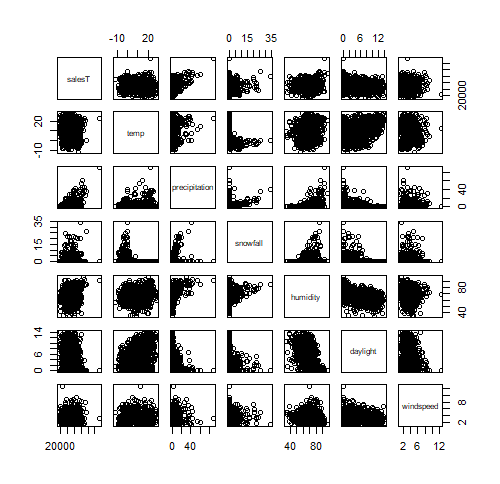 -10 20 0 15 35 0 6 12
salesT
20000
20
-10
temp
precipitation
40
0
35
15
0
snowfall
humidity
80
40
14
6
0
daylight
windspeed
8
2
20000 0 40 40 80 2 6 12